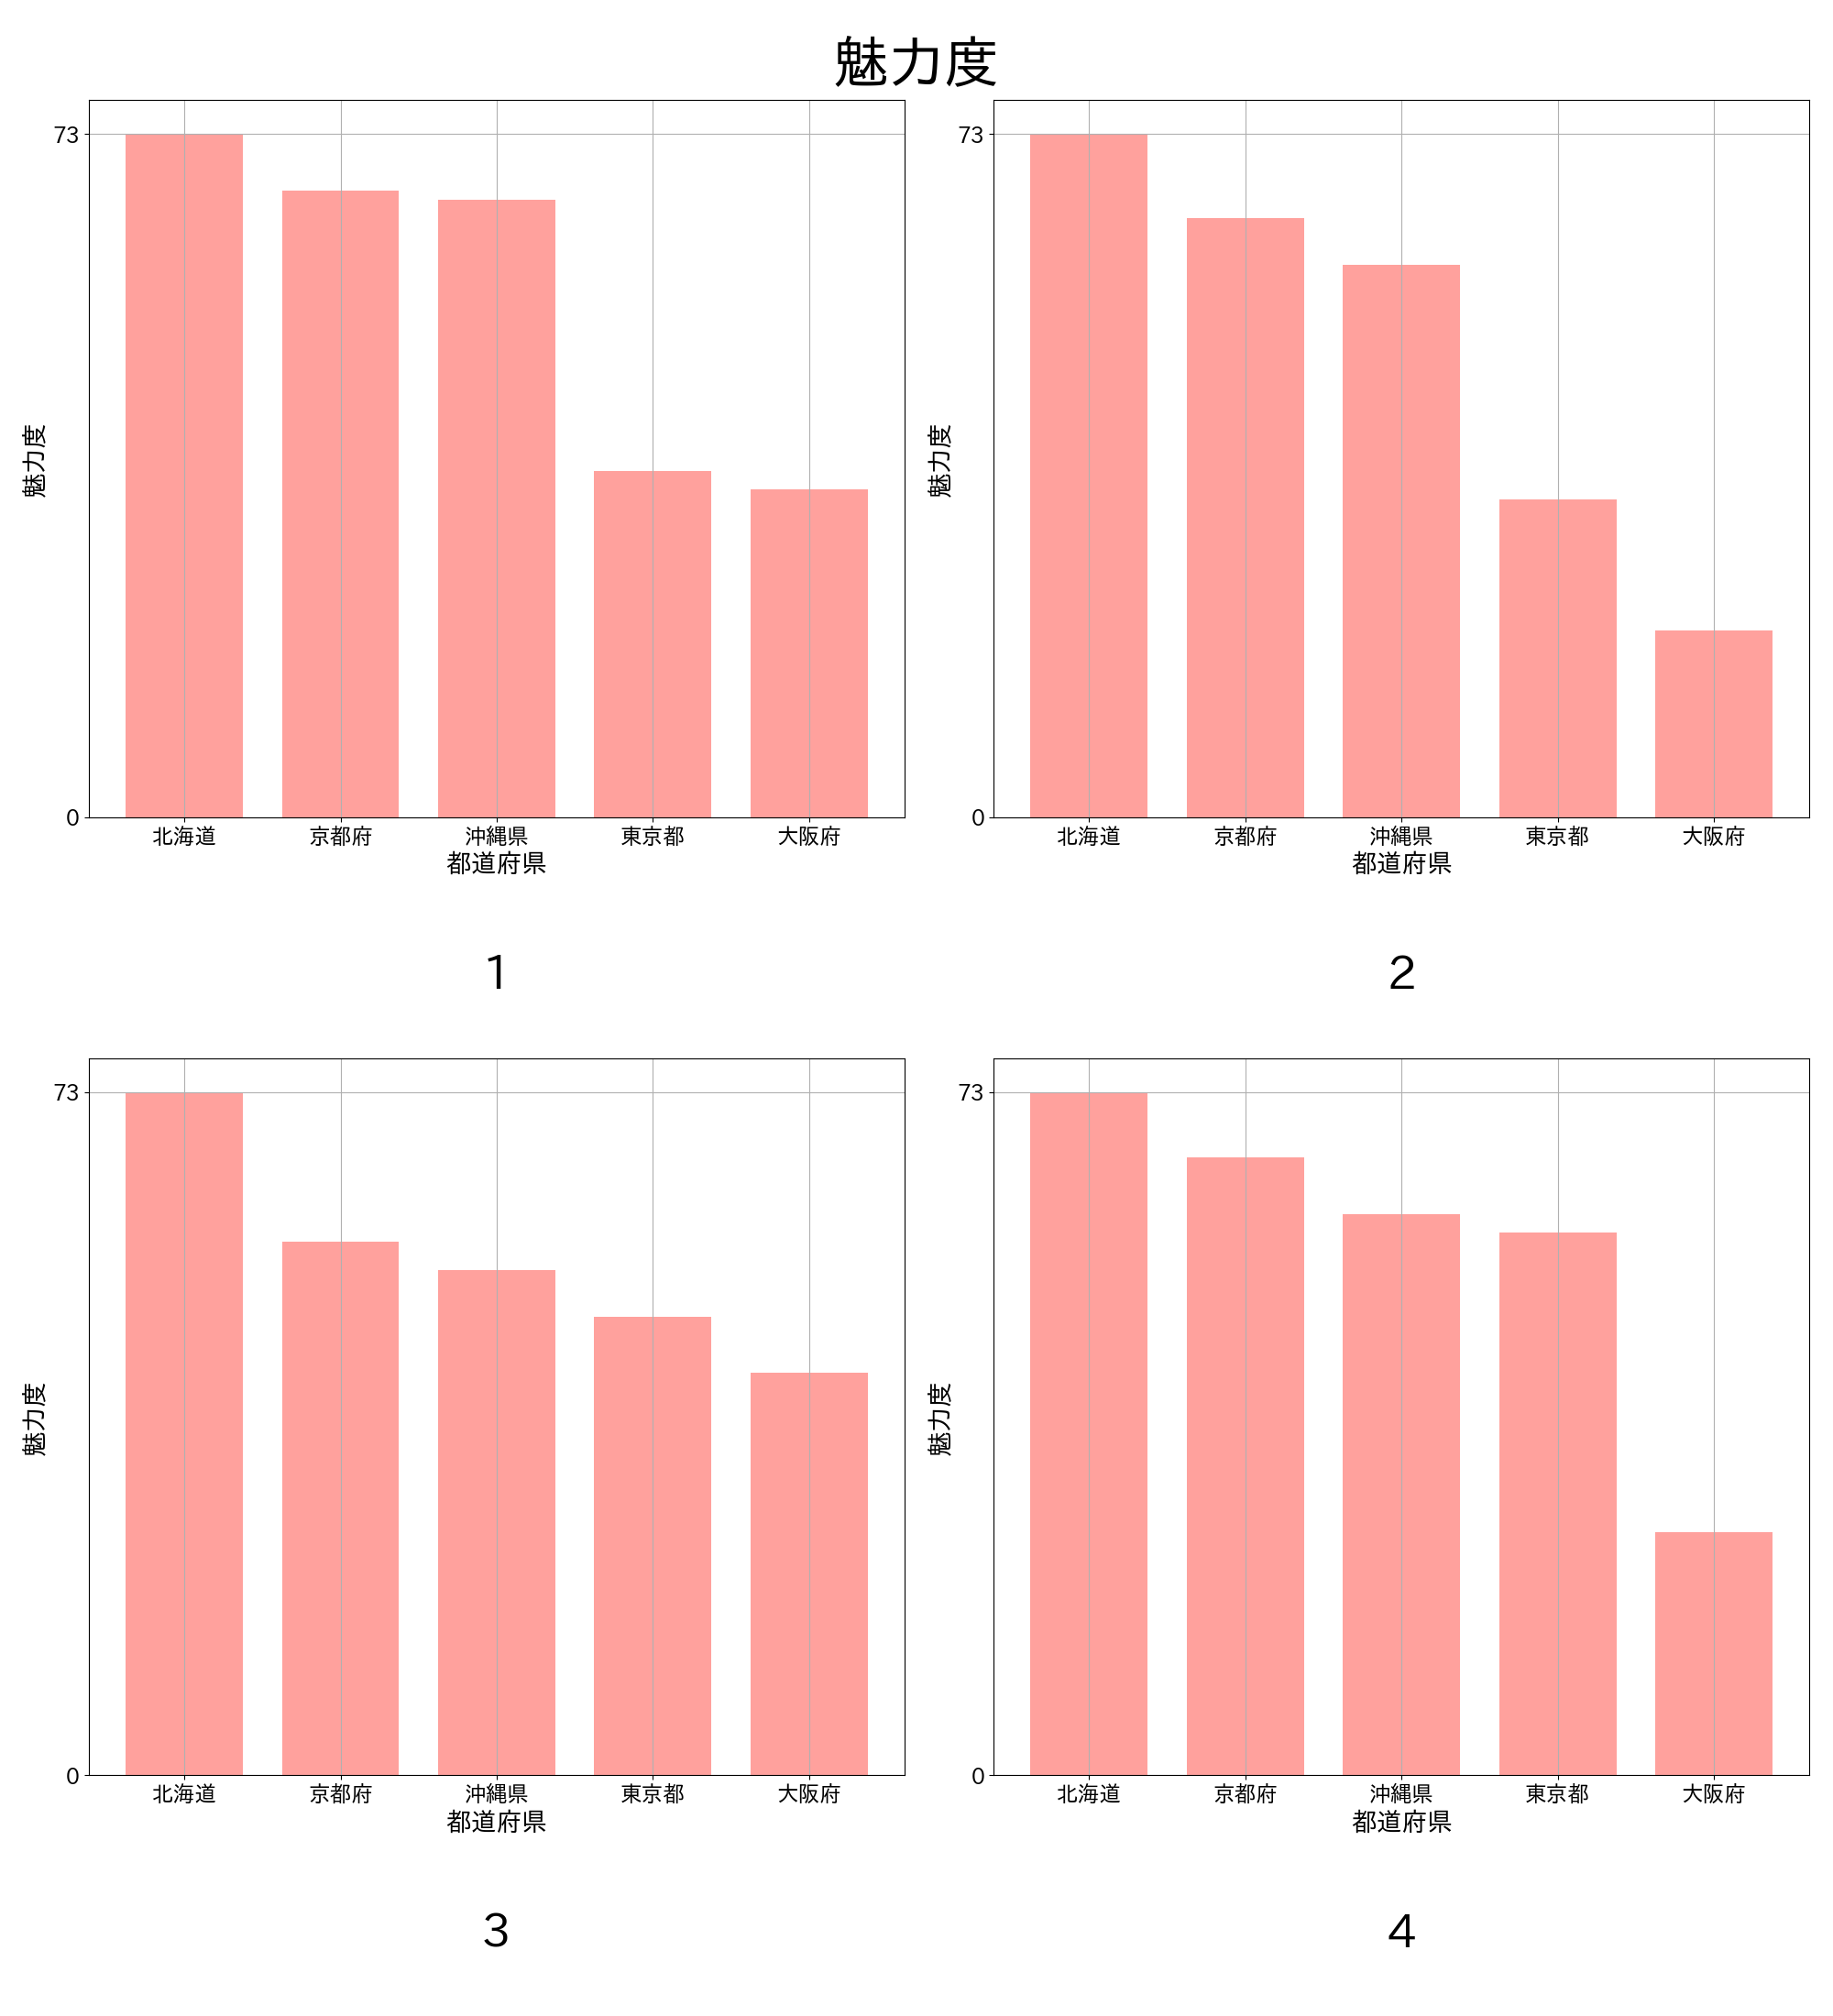 魅力度
73
0
魅力度
北海道 京都府 沖縄県 東京都 大阪府
都道府県
1
73
0
魅力度
北海道 京都府 沖縄県 東京都 大阪府
都道府県
2
73
0
魅力度
北海道 京都府 沖縄県 東京都 大阪府
都道府県
3
73
0
魅力度
北海道 京都府 沖縄県 東京都 大阪府
都道府県
4